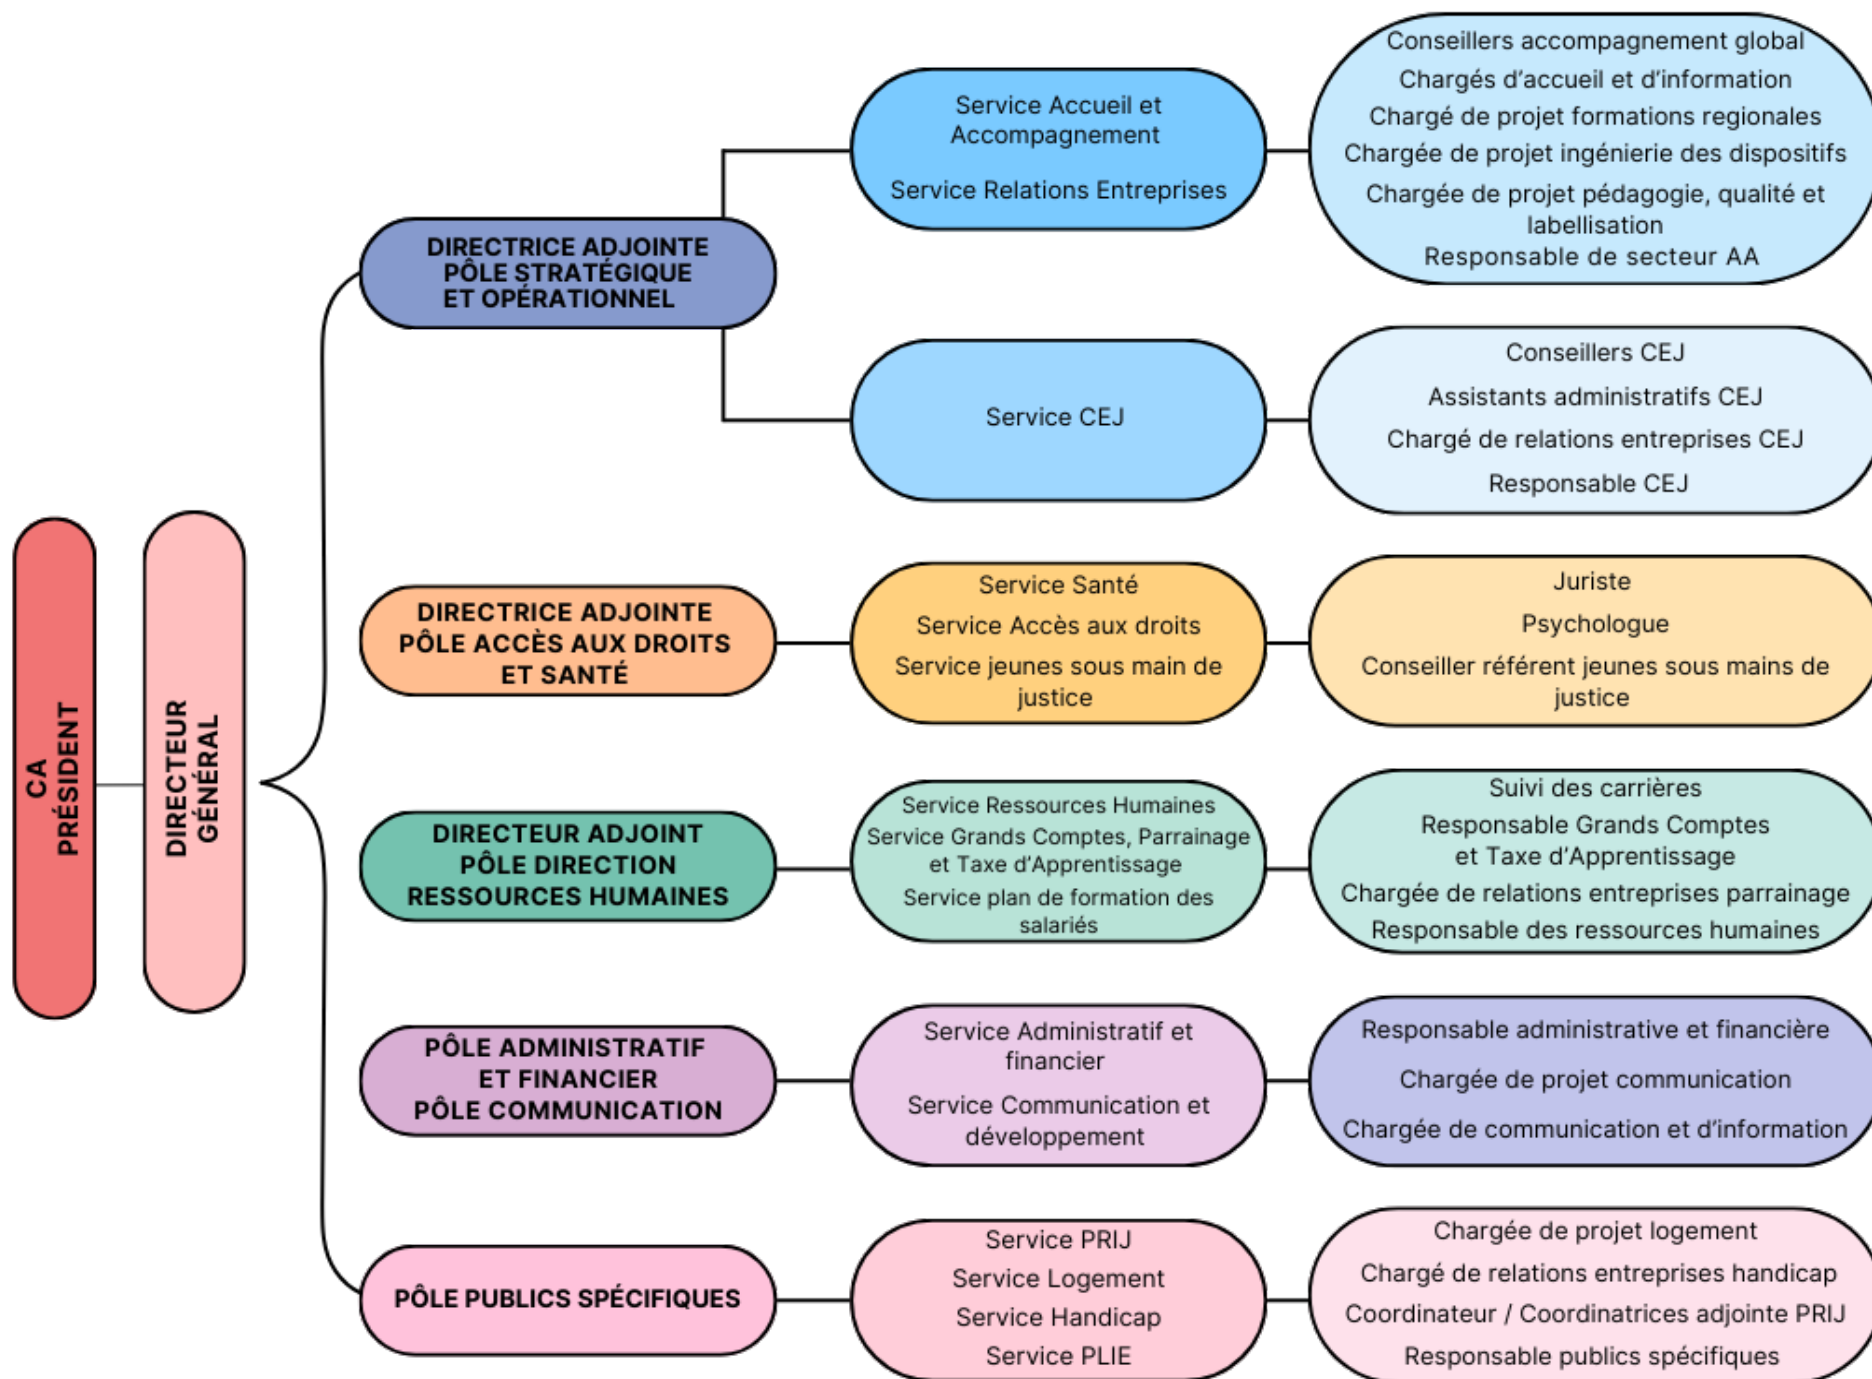 CA
PRÉSIDENT
DIRECTEUR
GÉNÉRAL
DIRECTRICE ADJOINTE
PÔLE STRATÉGIQUE
ET OPÉRATIONNEL
Service Accueil et
Accompagnement
Service Relations Entreprises
Conseillers accompagnement global
Chargés d'accueil et d'information
Chargé de projet formations regionales
Chargée de projet ingénierie des dispositifs
Chargée de projet pédagogie, qualité et
labellisation
Responsable de secteur AA
Service CEJ
Conseillers CEJ
Assistants administratifs CEJ
Chargé de relations entreprises CEJ
Responsable CEJ
DIRECTRICE ADJOINTE
PÔLE ACCÈS AUX DROITS
ET SANTÉ
Service Santé
Service Accès aux droits
Service jeunes sous main de
justice
Juriste
Psychologue
Conseiller référent jeunes sous mains de
justice
DIRECTEUR ADJOINT
PÔLE DIRECTION
RESSOURCES HUMAINES
Service Ressources Humaines
Service Grands Comptes, Parrainage
et Taxe d'Apprentissage
Service plan de formation des
salariés
Suivi des carrières
Responsable Grands Comptes
et Taxe d'Apprentissage
Chargée de relations entreprises parrainage
Responsable des ressources humaines
PÔLE ADMINISTRATIF
ET FINANCIER
PÔLE COMMUNICATION
Service Administratif et
financier
Service Communication et
développement
Responsable administrative et financière
Chargée de projet communication
Chargée de communication et d'information
PÔLE PUBLICS SPÉCIFIQUES
Service PRIJ
Service Logement
Service Handicap
Service PLIE
Chargée de projet logement
Chargé de relations entreprises handicap
Coordinateur / Coordinatrices adjointe PRIJ
Responsable publics spécifiques